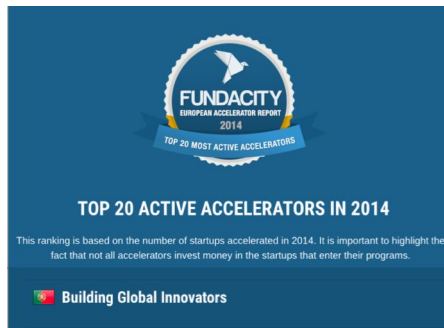 FUNDACITY
EUROPEAN ACCELERATOR REPORT
2014
TOP 20 MOST ACTIVE ACCELERATORS
TOP 20 ACTIVE ACCELERATORS IN 2014
This ranking is based on the number of startups accelerated in 2014. It is important to highlight the
fact that not all accelerators invest money in the startups that enter their programs.
Building Global Innovators